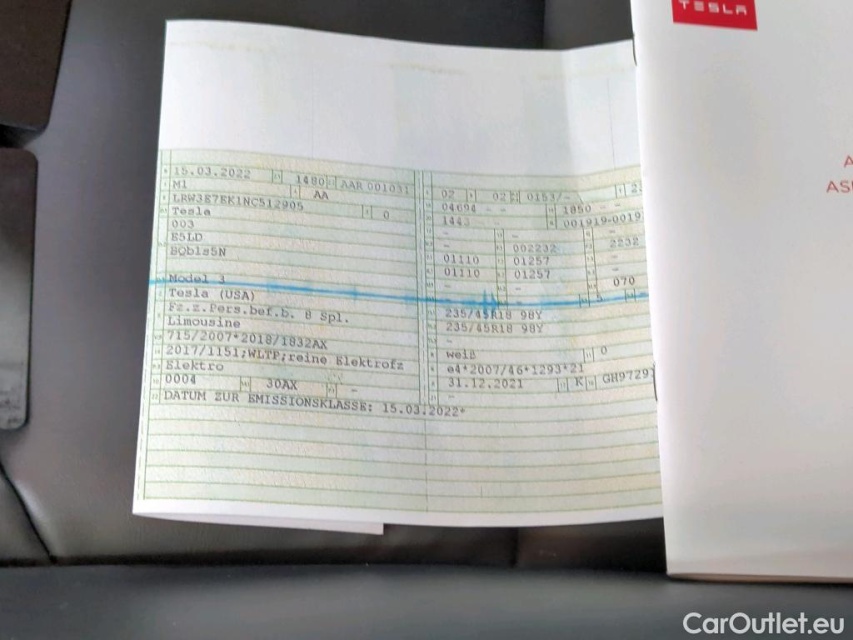 TESLA
15.03.2022 1480 AAR 001031
M1 AA
LRW3E7EK1NC512905
Tesla 0
003
E5LD
BQb1s5N
Model 3
Tesla (USA)
Fz.z.Pers.bef.b. 8 Spl.
Limousine
715/2007*2018/1832AX
2017/1151;WLTP;reine Elektrofz
Elektro
0004 30AX -
DATUM ZUR EMISSIONSKLASSE: 15.03.2022*
02 02 0153/-
04694 - - 1850 -
1443 001919-0019
- -
- 002232 2232
01110 01257 -
01110 01257 -
- - 070
235/45R18 98Y
235/45R18 98Y
-
weiß 0
e4*2007/46*1293*21
31.12.2021 K GH9729
-
CarOutlet.eu